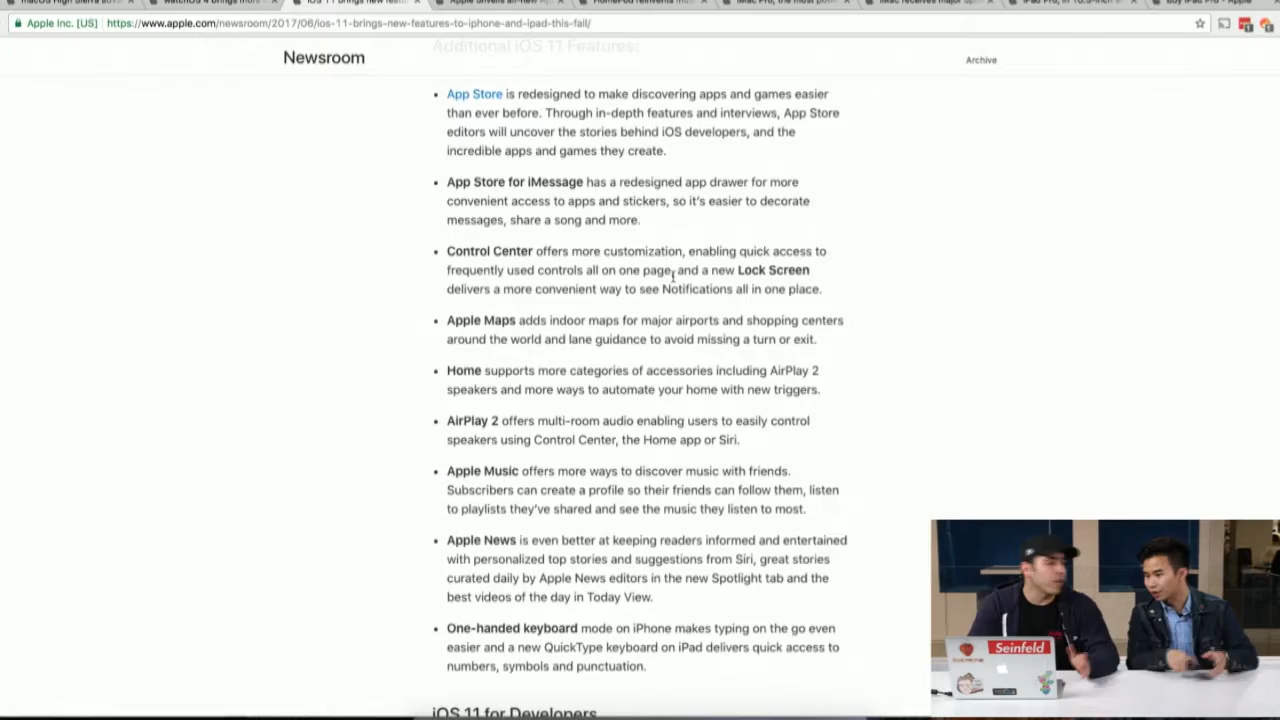 Apple Inc. [US] https://www.apple.com/newsroom/2017/06/ios-11-brings-new-features-to-iphone-and-ipad-this-fall/
Additional iOS 11 Features:
Newsroom
Archive
• App Store is redesigned to make discovering apps and games easier
than ever before. Through in-depth features and interviews, App Store
editors will uncover the stories behind iOS developers, and the
incredible apps and games they create.
• App Store for iMessage has a redesigned app drawer for more
convenient access to apps and stickers, so it's easier to decorate
messages, share a song and more.
• Control Center offers more customization, enabling quick access to
frequently used controls all on one page, and a new Lock Screen
delivers a more convenient way to see Notifications all in one place.
• Apple Maps adds indoor maps for major airports and shopping centers
around the world and lane guidance to avoid missing a turn or exit.
• Home supports more categories of accessories including AirPlay 2
speakers and more ways to automate your home with new triggers.
• AirPlay 2 offers multi-room audio enabling users to easily control
speakers using Control Center, the Home app or Siri.
• Apple Music offers more ways to discover music with friends.
Subscribers can create a profile so their friends can follow them, listen
to playlists they've shared and see the music they listen to most.
• Apple News is even better at keeping readers informed and entertained
with personalized top stories and suggestions from Siri, great stories
curated daily by Apple News editors in the new Spotlight tab and the
best videos of the day in Today View.
• One-handed keyboard mode on iPhone makes typing on the go even
easier and a new QuickType keyboard on iPad delivers quick access to
numbers, symbols and punctuation.
iOS 11 for Developers
Seinfeld